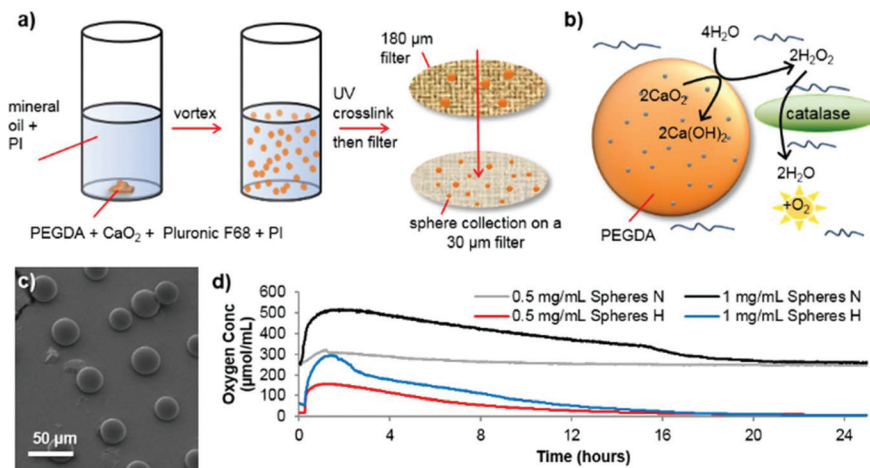 a)
mineral
oil +
PI
vortex
UV
crosslink
then filter
180 µm
filter
PEGDA + CaO₂ + Pluronic F68 + PI
sphere collection on a
30 µm filter
b)
4H₂O
2H₂O₂
2CaO₂
2Ca(OH)₂
catalase
2H₂O
+O₂
PEGDA
c)
50 µm
d)
0.5 mg/mL Spheres N
1 mg/mL Spheres N
0.5 mg/mL Spheres H
1 mg/mL Spheres H
Oxygen Conc
(µmol//mL)
600
500
400
300
200
100
0
0 4 8 12 16 20 24
Time (hours)